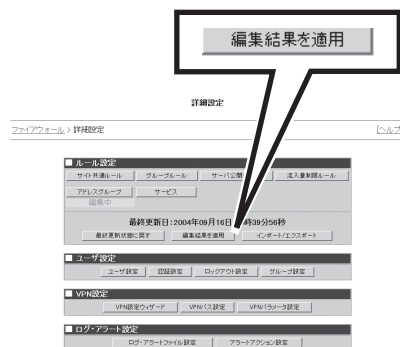 編集結果を適用
詳細設定
ファイアウォール > 詳細設定
[ヘルプ
■ ルール設定
サイト共通ルール グループルール サーバ公開 流入量制限ルール
アドレスグループ サービス
編集中
最終更新日:2004年09月16日 時39分56秒
最終更新状態に戻す 編集結果を適用 インポート/エクスポート
■ ユーザ設定
ユーザ設定 認証設定 ロックアウト設定 グループ設定
■ VPN設定
VPN設定ウィザード VPNパス設定 VPNパラメータ設定
■ ログ・アラート設定
ログ・アラートファイル設定 アラートアクション設定